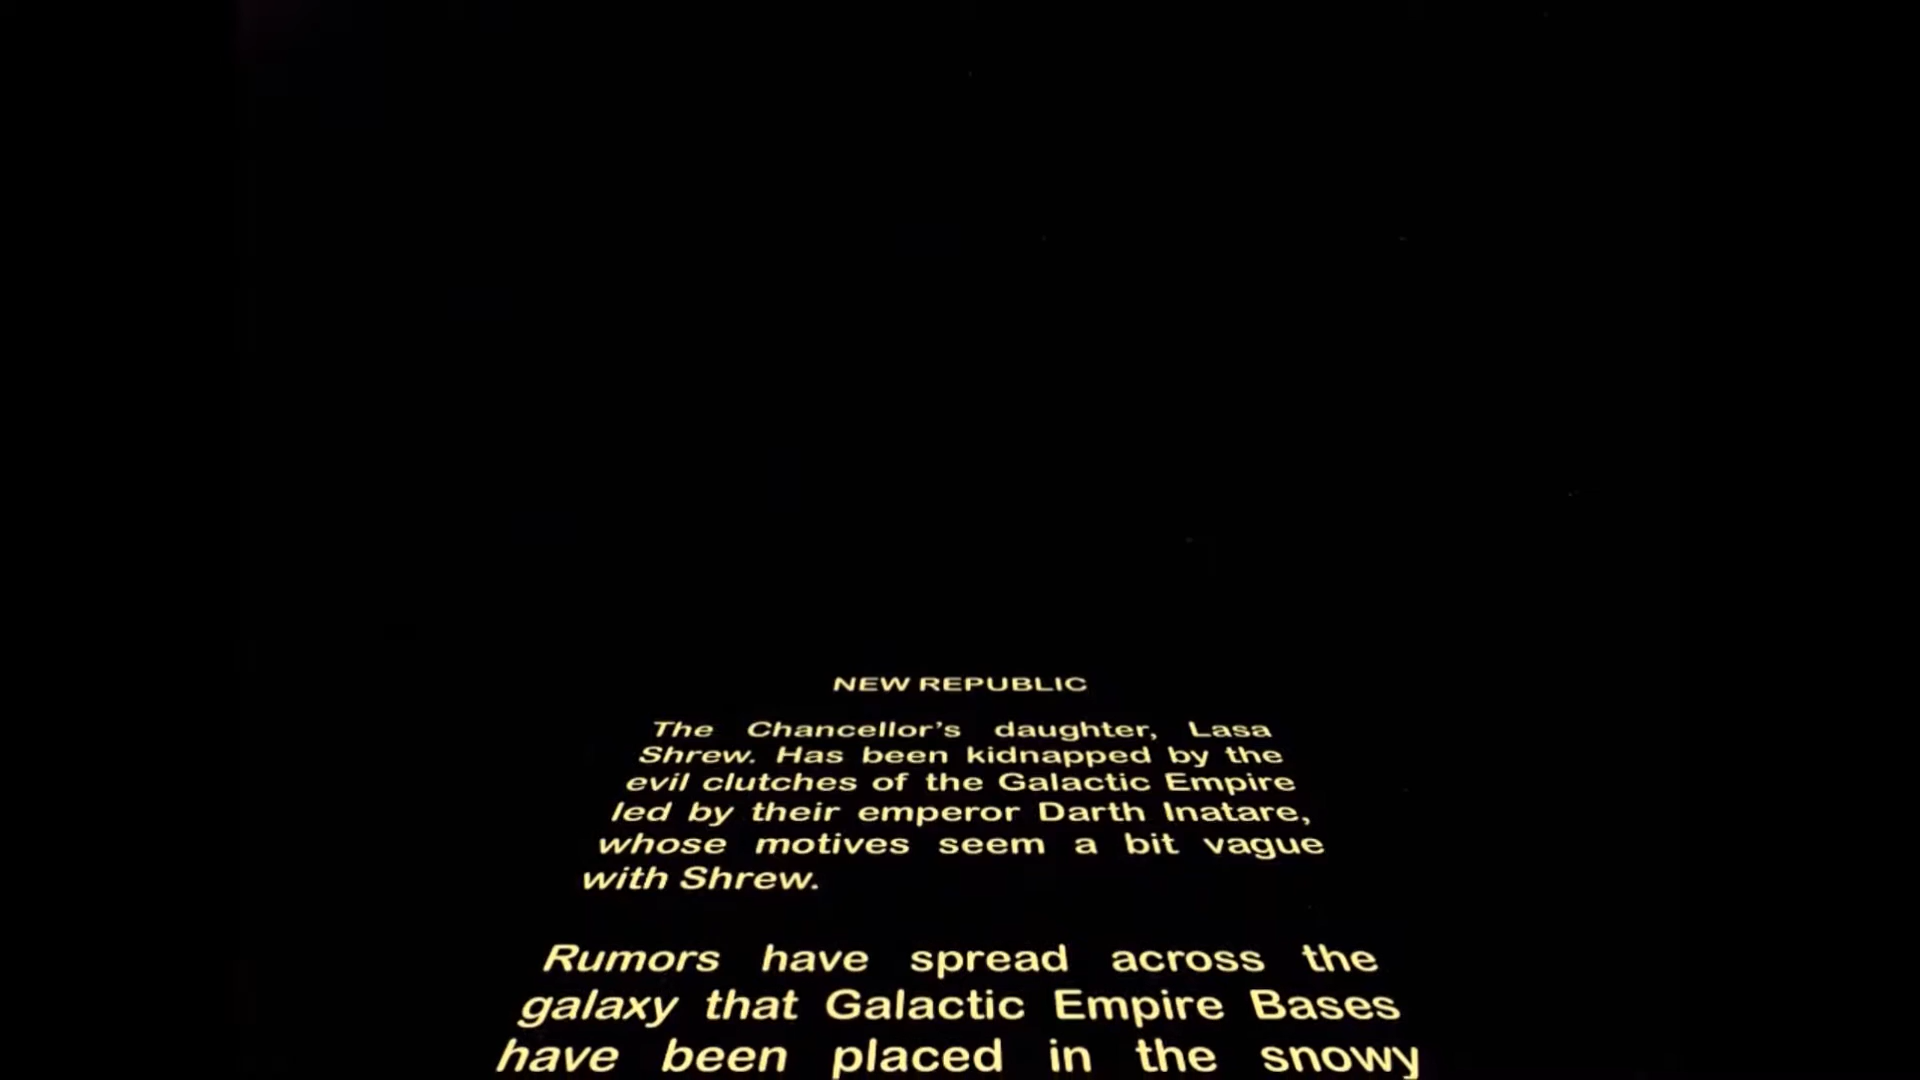 NEW REPUBLIC
The Chancellor's daughter, Lasa
Shrew. Has been kidnapped by the
evil clutches of the Galactic Empire
led by their emperor Darth Inatare,
whose motives seem a bit vague
with Shrew.
Rumors have spread across the
galaxy that Galactic Empire Bases
have been placed in the snowy